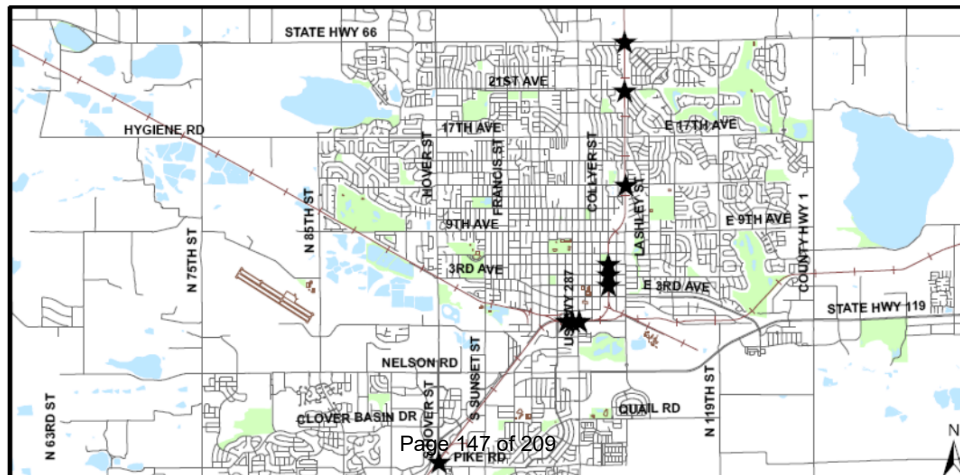 STATE HWY 66
21ST AVE
HYGIENE RD
17TH AVE
E 17TH AVE
HOVER ST
FRANCIS ST
COLLYER ST
LASHLEY ST
N 85TH ST
9TH AVE
E 9TH AVE
COUNTY HWY 1
N 75TH ST
3RD AVE
E 3RD AVE
US HWY 287
STATE HWY 119
NELSON RD
S SUNSET ST
N 119TH ST
N 63RD ST
CLOVER BASIN DR
S HOVER ST
QUAIL RD
N
Page 147 of 209
PIKE RD